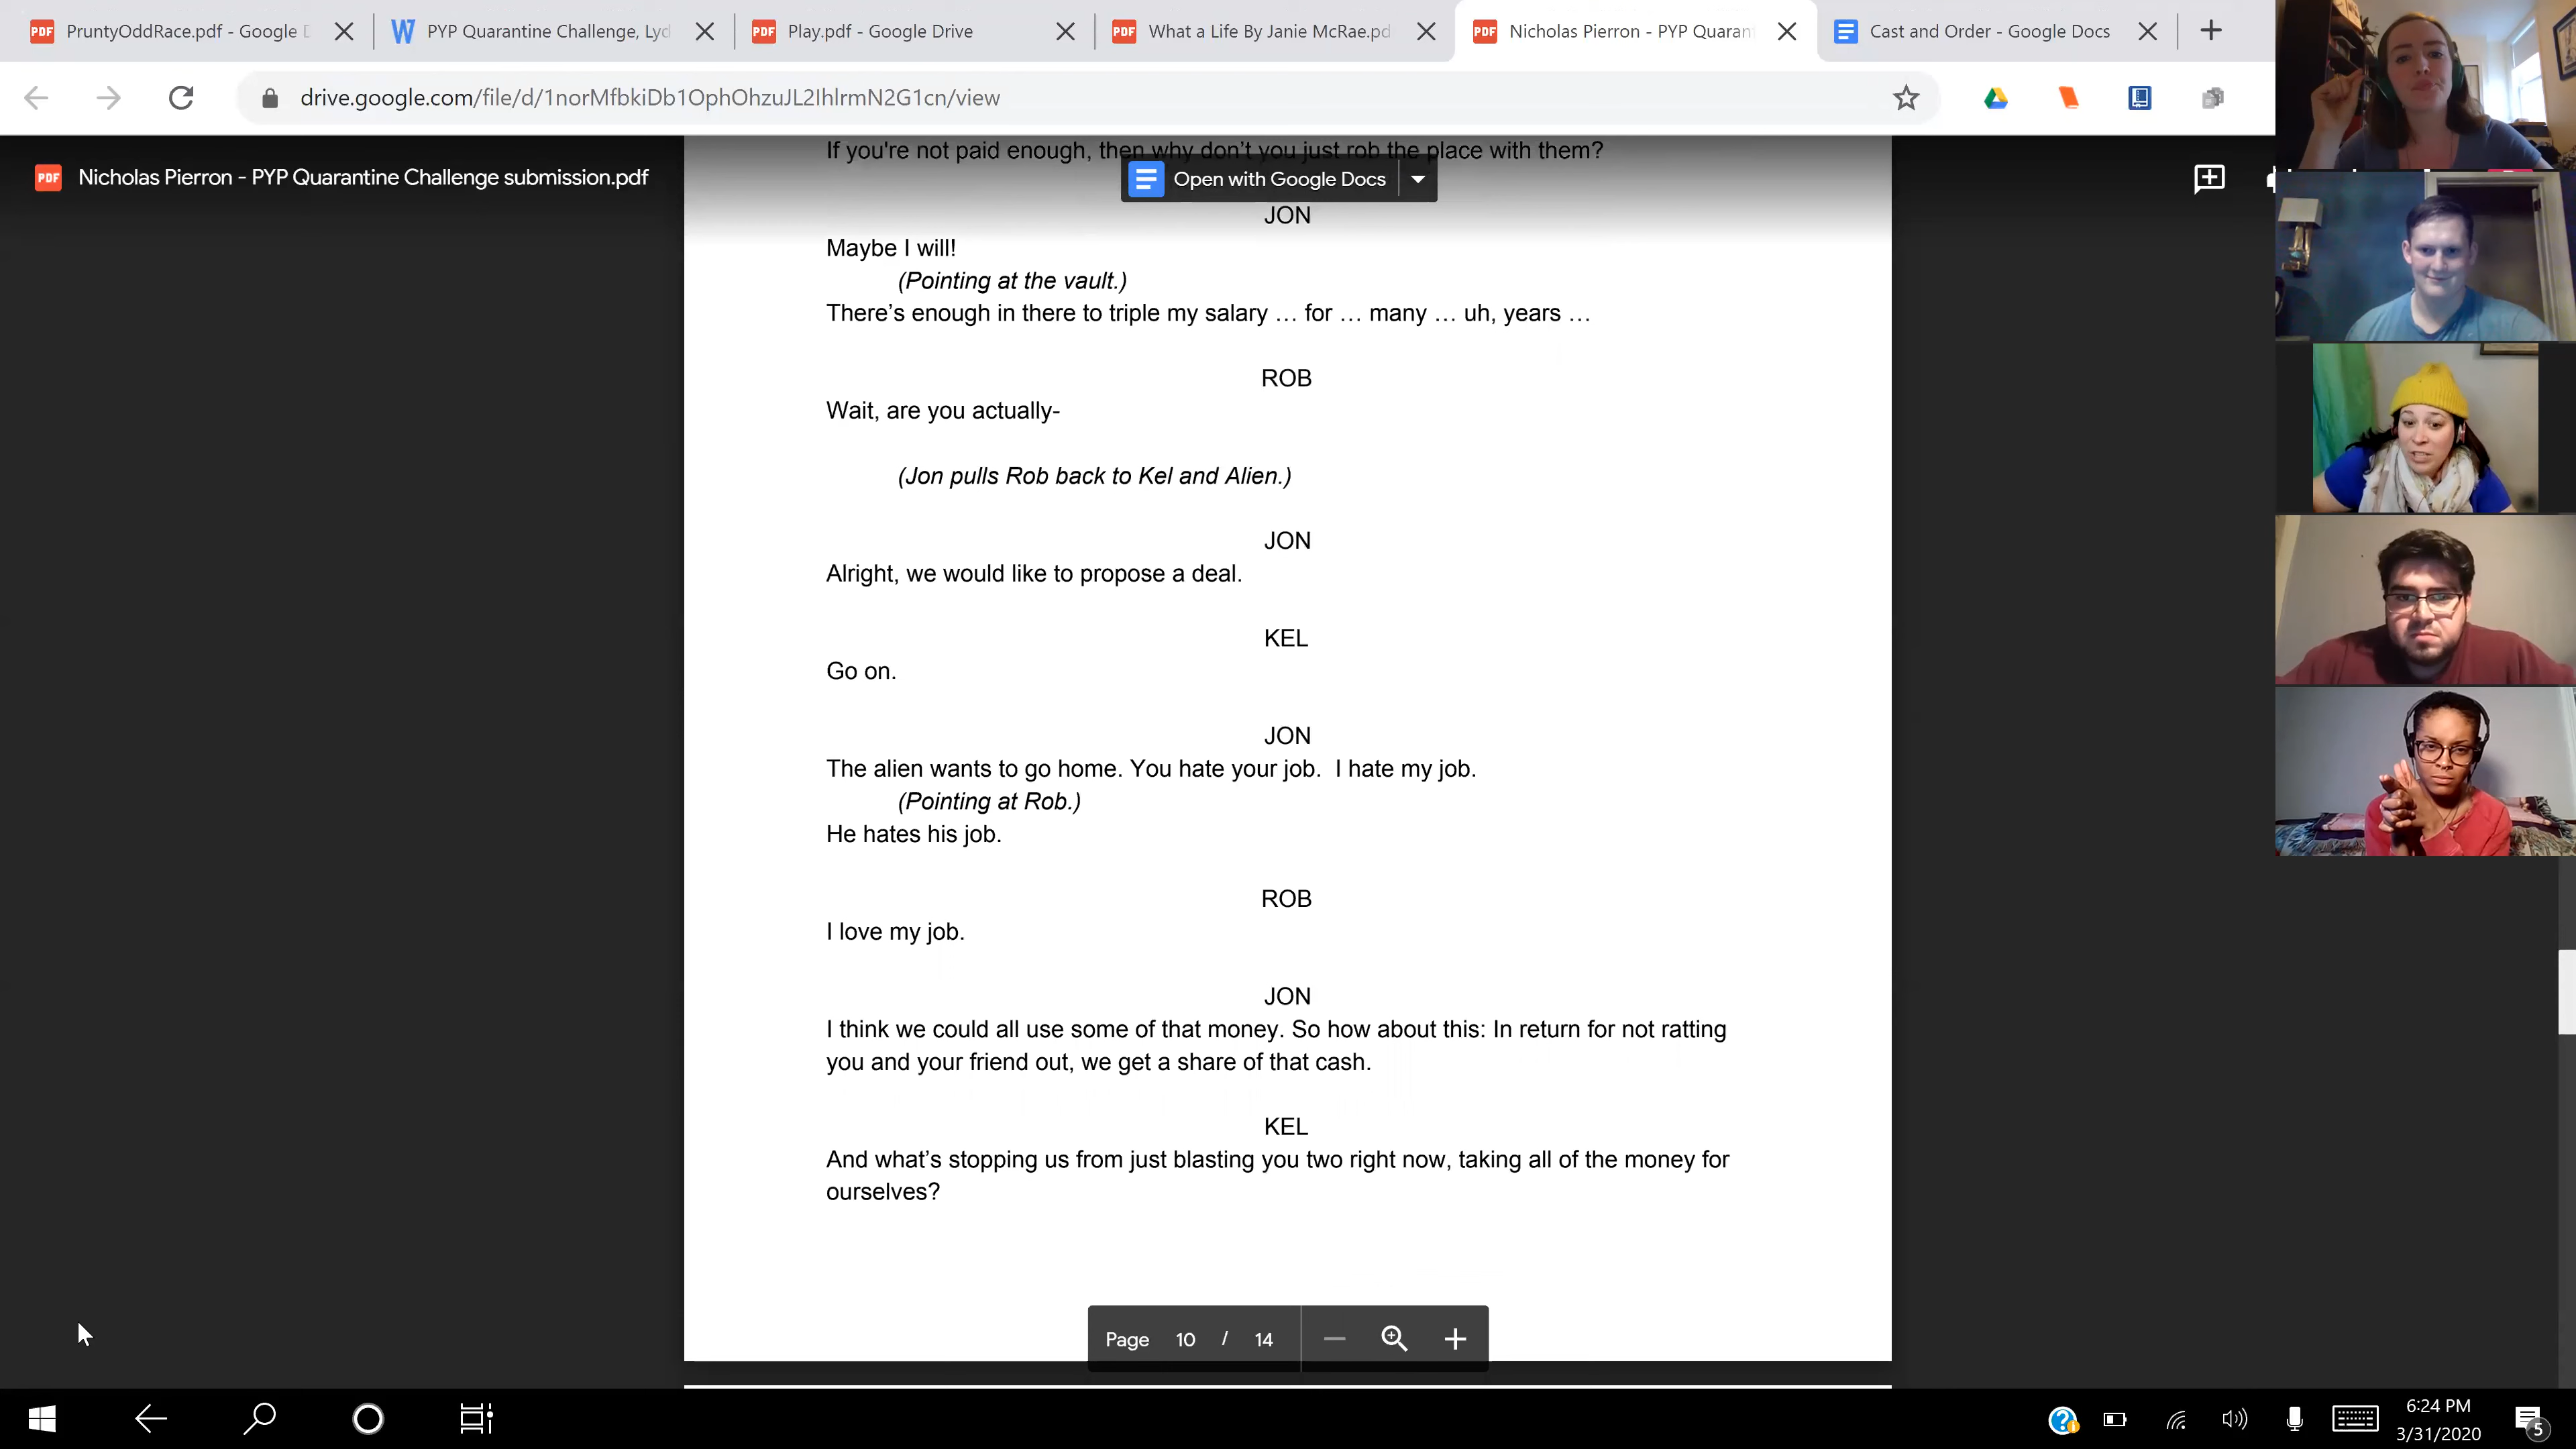 PruntyOddRace.pdf - Google D
PYP Quarantine Challenge, Lyd
Play.pdf - Google Drive
What a Life By Janie McRae.pd
Nicholas Pierron - PYP Quaran
Cast and Order - Google Docs
drive.google.com/file/d/1norMfbkiDb1OphOhzuJL2IhlrmN2G1cn/view
Nicholas Pierron - PYP Quarantine Challenge submission.pdf
If you're not paid enough, then why don't you just rob the place with them?
Open with Google Docs
JON
Maybe I will!
(Pointing at the vault.)
There's enough in there to triple my salary … for … many … uh, years …
ROB
Wait, are you actually-
(Jon pulls Rob back to Kel and Alien.)
JON
Alright, we would like to propose a deal.
KEL
Go on.
JON
The alien wants to go home. You hate your job.  I hate my job.
(Pointing at Rob.)
He hates his job.
ROB
I love my job.
JON
I think we could all use some of that money. So how about this: In return for not ratting
you and your friend out, we get a share of that cash.
KEL
And what's stopping us from just blasting you two right now, taking all of the money for
ourselves?
Page 10 / 14
6:24 PM
3/31/2020
5